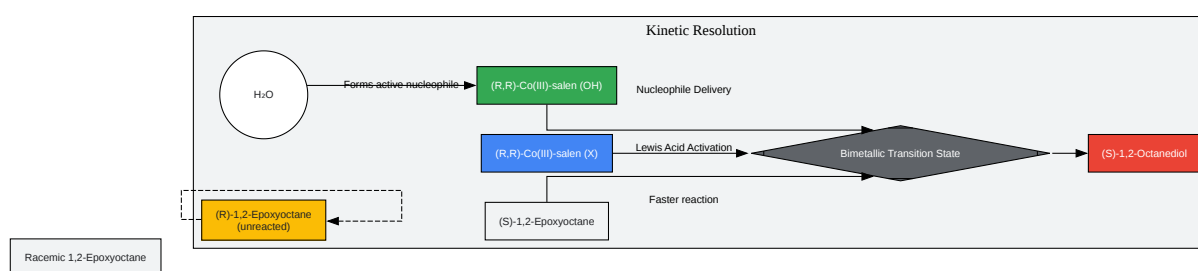 Kinetic Resolution
H₂O
Forms active nucleophile
(R,R)-Co(III)-salen (OH)
Nucleophile Delivery
(R,R)-Co(III)-salen (X)
Lewis Acid Activation
Bimetallic Transition State
(S)-1,2-Octanediol
(R)-1,2-Epoxyoctane
(unreacted)
(S)-1,2-Epoxyoctane
Faster reaction
Racemic 1,2-Epoxyoctane